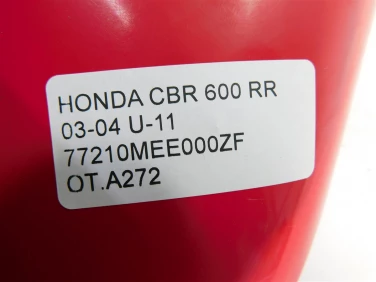 HONDA CBR 600 RR
03-04 U-11
77210MEE000ZF
OT.A272